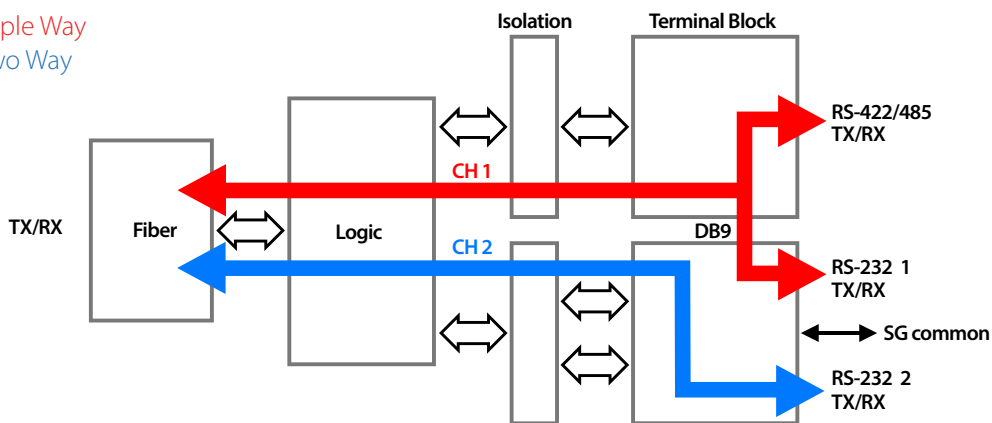 ple Way
vo Way
Isolation
Terminal Block
RS-422/485
TX/RX
CH 1
TX/RX
Fiber
Logic
DB9
CH 2
RS-232 1
TX/RX
SG common
RS-232 2
TX/RX